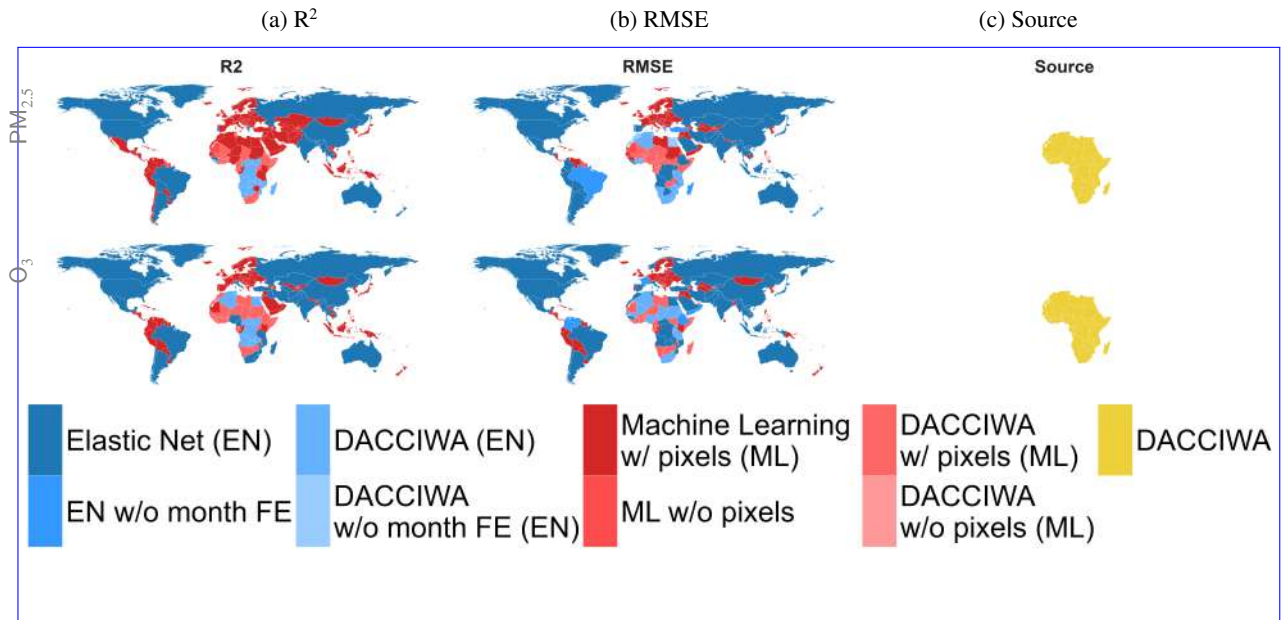 (a) R² (b) RMSE (c) Source
R2 RMSE Source
PM₂.₅
O₃
Elastic Net (EN)
EN w/o month FE
DACCIWA (EN)
DACCIWA
w/o month FE (EN)
Machine Learning
w/ pixels (ML)
ML w/o pixels
DACCIWA
w/ pixels (ML)
DACCIWA
w/o pixels (ML)
DACCIWA